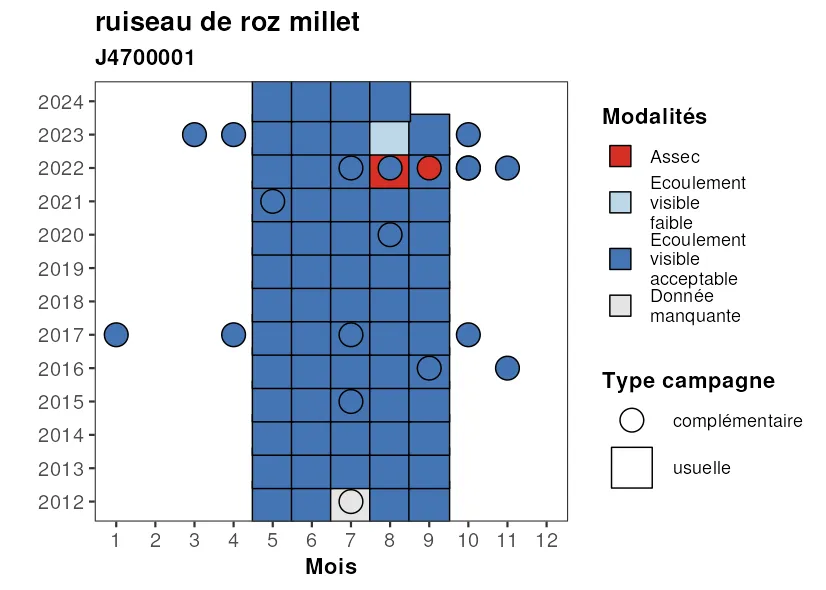 ruiseau de roz millet
J4700001
2024
2023
2022
2021
2020
2019
2018
2017
2016
2015
2014
2013
2012
1 2 3 4 5 6 7 8 9 10 11 12
Mois
Modalités
Assec
Ecoulement
visible
faible
Ecoulement
visible
acceptable
Donnée
manquante
Type campagne
complémentaire
usuelle